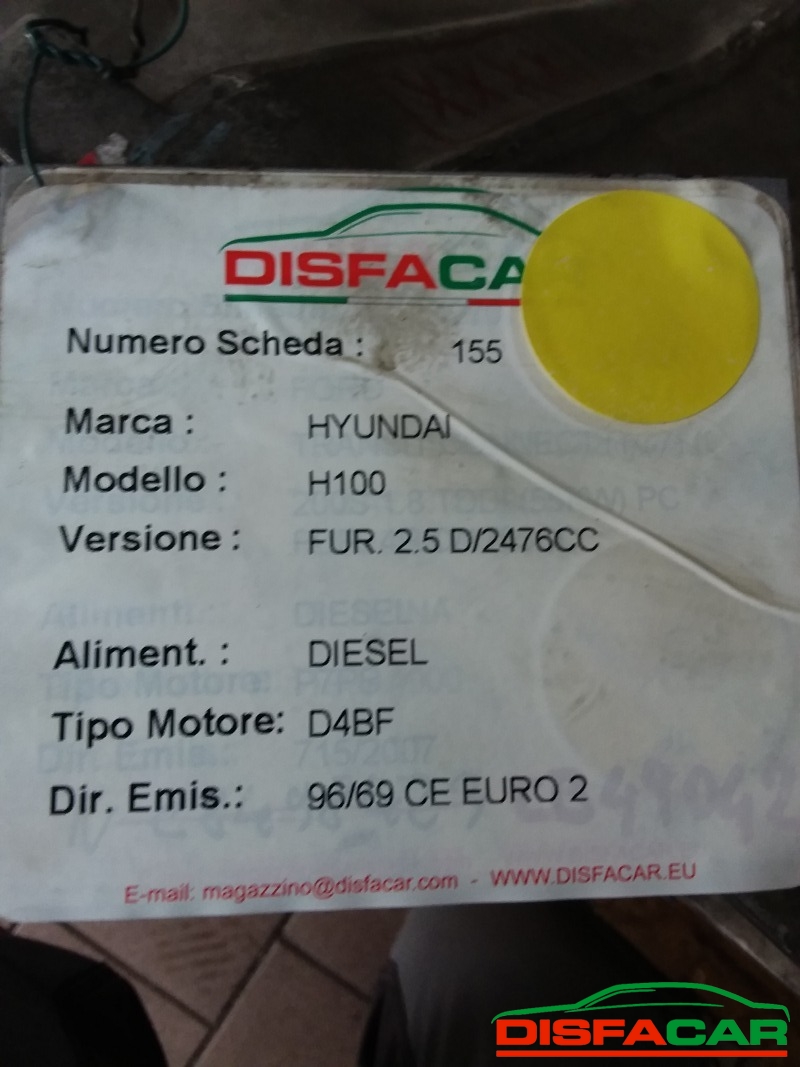 DISFACA
Numero Scheda : 155
Marca : HYUNDAI
Modello : H100
Versione : FUR. 2.5 D/2476CC
Aliment. : DIESEL
Tipo Motore: D4BF
Dir. Emis.: 96/69 CE EURO 2
E-mail: magazzino@disfacar.com - WWW.DISFACAR.EU
DISFACAR